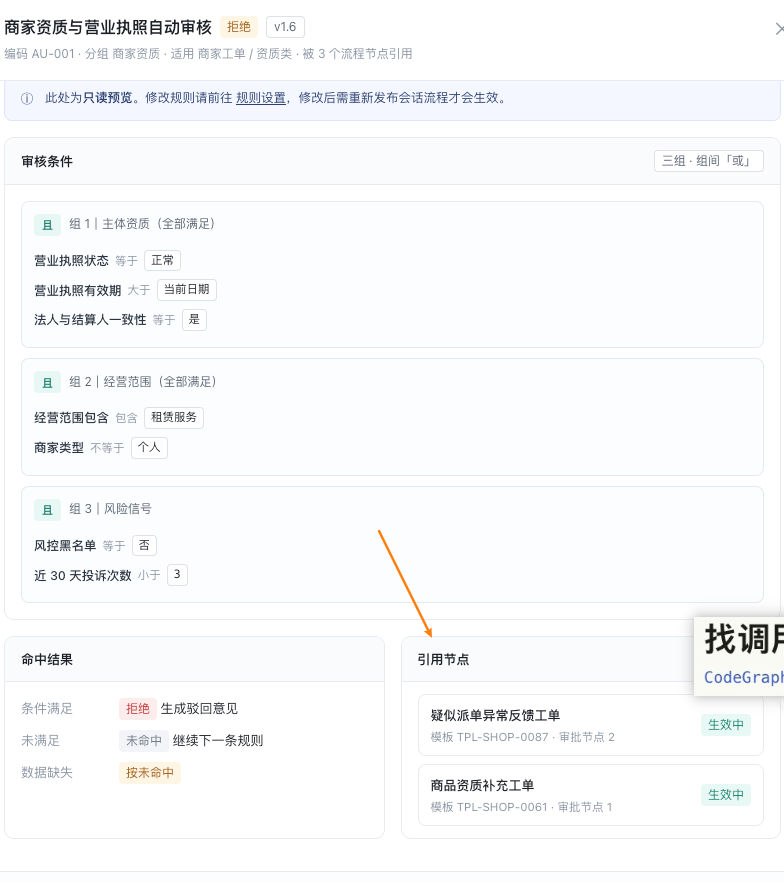 商家资质与营业执照自动审核 拒绝 v1.6
编码 AU-001 · 分组 商家资质 · 适用 商家工单 / 资质类 · 被 3 个流程节点引用
此处为只读预览。修改规则请前往 规则设置，修改后需重新发布会话流程才会生效。
审核条件 三组 · 组间「或」
且 组 1 | 主体资质（全部满足）
营业执照状态 等于 正常
营业执照有效期 大于 当前日期
法人与结算人一致性 等于 是
且 组 2 | 经营范围（全部满足）
经营范围包含 包含 租赁服务
商家类型 不等于 个人
且 组 3 | 风险信号
风控黑名单 等于 否
近 30 天投诉次数 小于 3
找调用
CodeGraph
命中结果
条件满足 拒绝 生成驳回意见
未满足 未命中 继续下一条规则
数据缺失 按未命中
引用节点
疑似派单异常反馈工单 生效中
模板 TPL-SHOP-0087 · 审批节点 2
商品资质补充工单 生效中
模板 TPL-SHOP-0061 · 审批节点 1